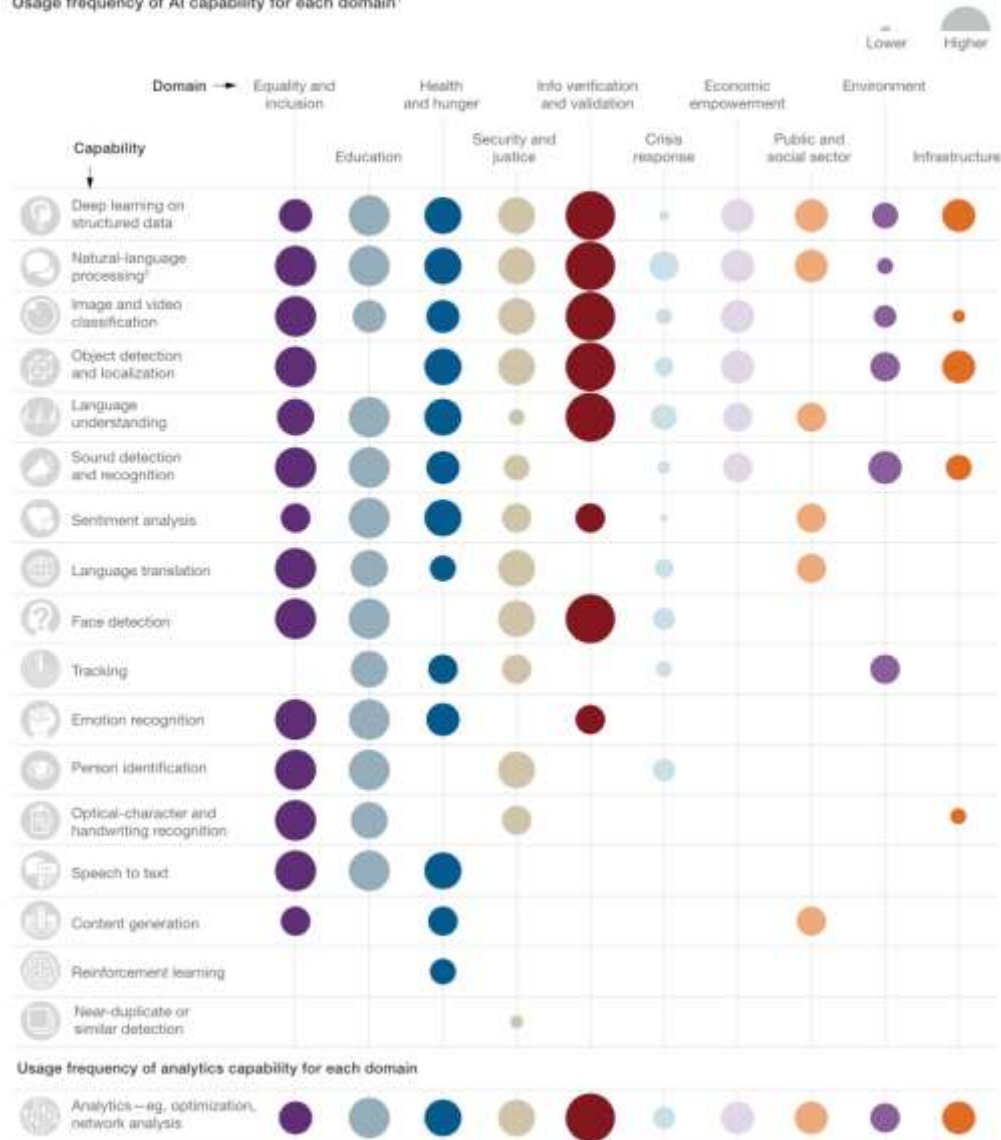 Usage frequency of AI capability for each domain¹
Lower
Higher
Domain →
Equality and
inclusion
Health
and hunger
Info verification
and validation
Economic
empowerment
Environment
Capability
Education
Security and
justice
Crisis
response
Public and
social sector
Infrastructure
Deep learning on
structured data
Natural-language
processing²
Image and video
classification
Object detection
and localization
Language
understanding
Sound detection
and recognition
Sentiment analysis
Language translation
Face detection
Tracking
Emotion recognition
Person identification
Optical-character and
handwriting recognition
Speech to text
Content generation
Reinforcement learning
Near-duplicate or
similar detection
Usage frequency of analytics capability for each domain
Analytics—eg, optimization,
network analysis